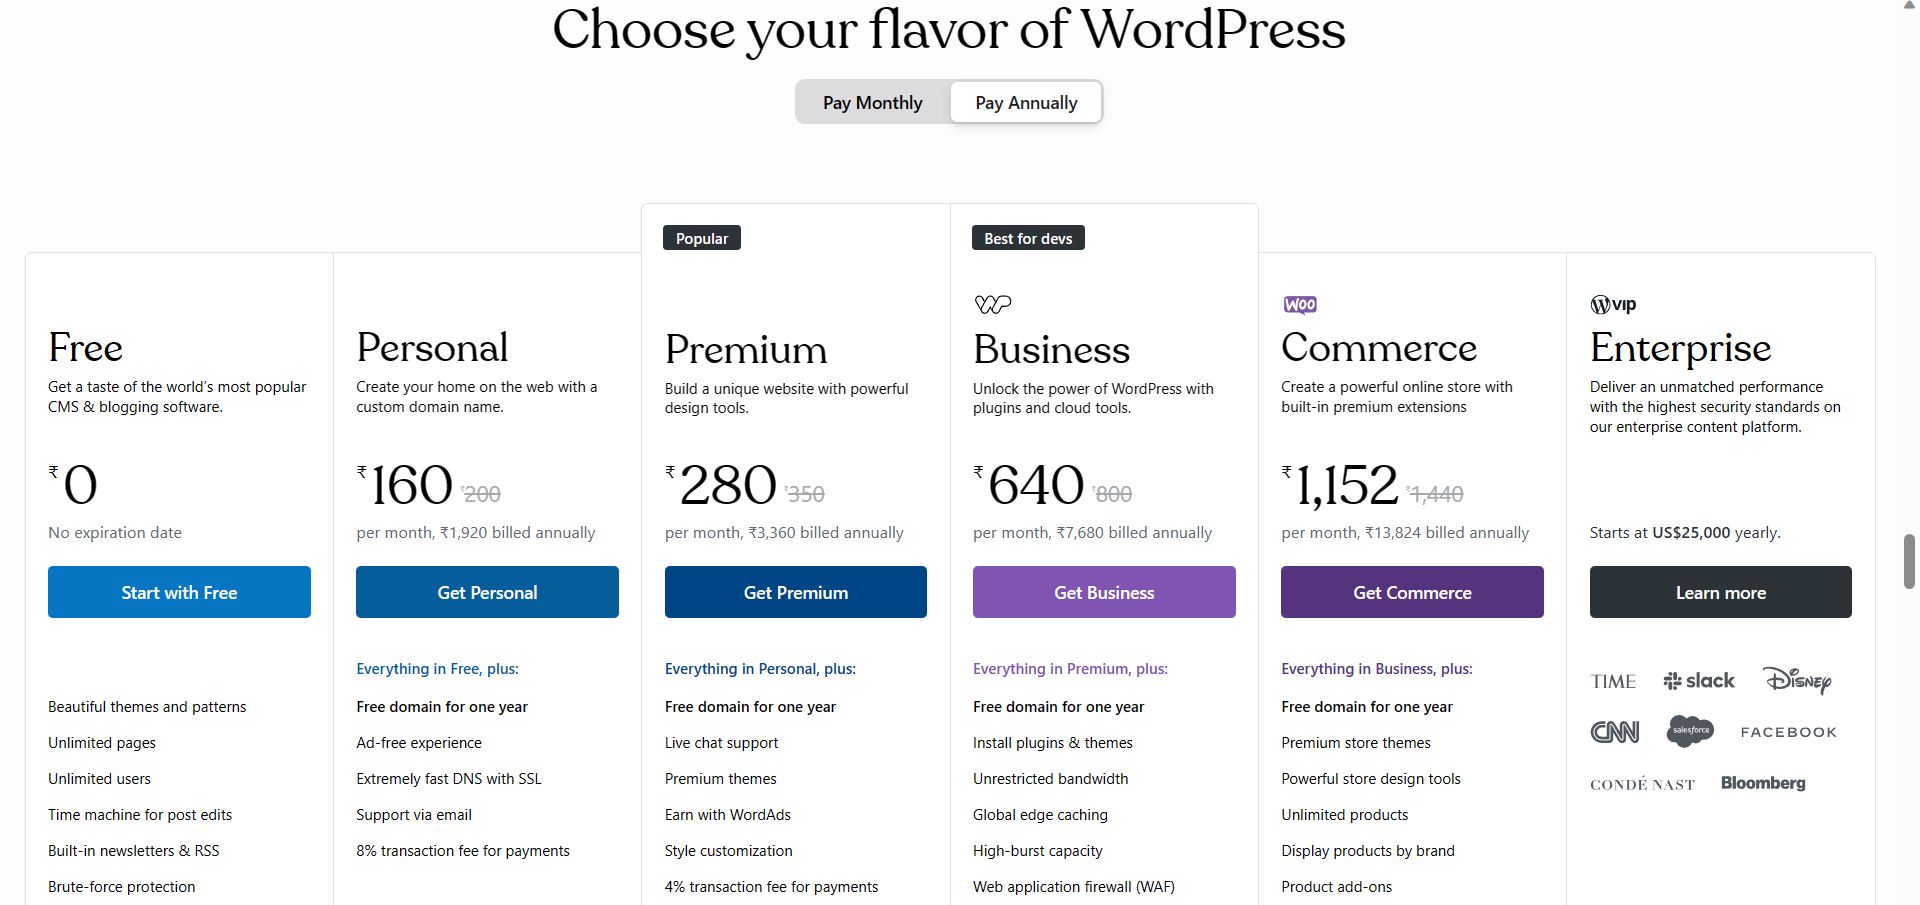 Choose your flavor of WordPress
Pay Monthly
Pay Annually
Free
Get a taste of the world's most popular
CMS & blogging software.
₹0
No expiration date
Start with Free
Beautiful themes and patterns
Unlimited pages
Unlimited users
Time machine for post edits
Built-in newsletters & RSS
Brute-force protection
Personal
Create your home on the web with a
custom domain name.
₹160 ₹200
per month, ₹1,920 billed annually
Get Personal
Everything in Free, plus:
Free domain for one year
Ad-free experience
Extremely fast DNS with SSL
Support via email
8% transaction fee for payments
Popular
Premium
Build a unique website with powerful
design tools.
₹280 ₹350
per month, ₹3,360 billed annually
Get Premium
Everything in Personal, plus:
Free domain for one year
Live chat support
Premium themes
Earn with WordAds
Style customization
4% transaction fee for payments
Best for devs
WP
Business
Unlock the power of WordPress with
plugins and cloud tools.
₹640 ₹800
per month, ₹7,680 billed annually
Get Business
Everything in Premium, plus:
Free domain for one year
Install plugins & themes
Unrestricted bandwidth
Global edge caching
High-burst capacity
Web application firewall (WAF)
WOO
Commerce
Create a powerful online store with
built-in premium extensions
₹1,152 ₹1,440
per month, ₹13,824 billed annually
Get Commerce
Everything in Business, plus:
Free domain for one year
Premium store themes
Powerful store design tools
Unlimited products
Display products by brand
Product add-ons
W vip
Enterprise
Deliver an unmatched performance
with the highest security standards on
our enterprise content platform.
Starts at US$25,000 yearly.
Learn more
TIME slack Disney
CNN salesforce FACEBOOK
CONDÉ NAST Bloomberg